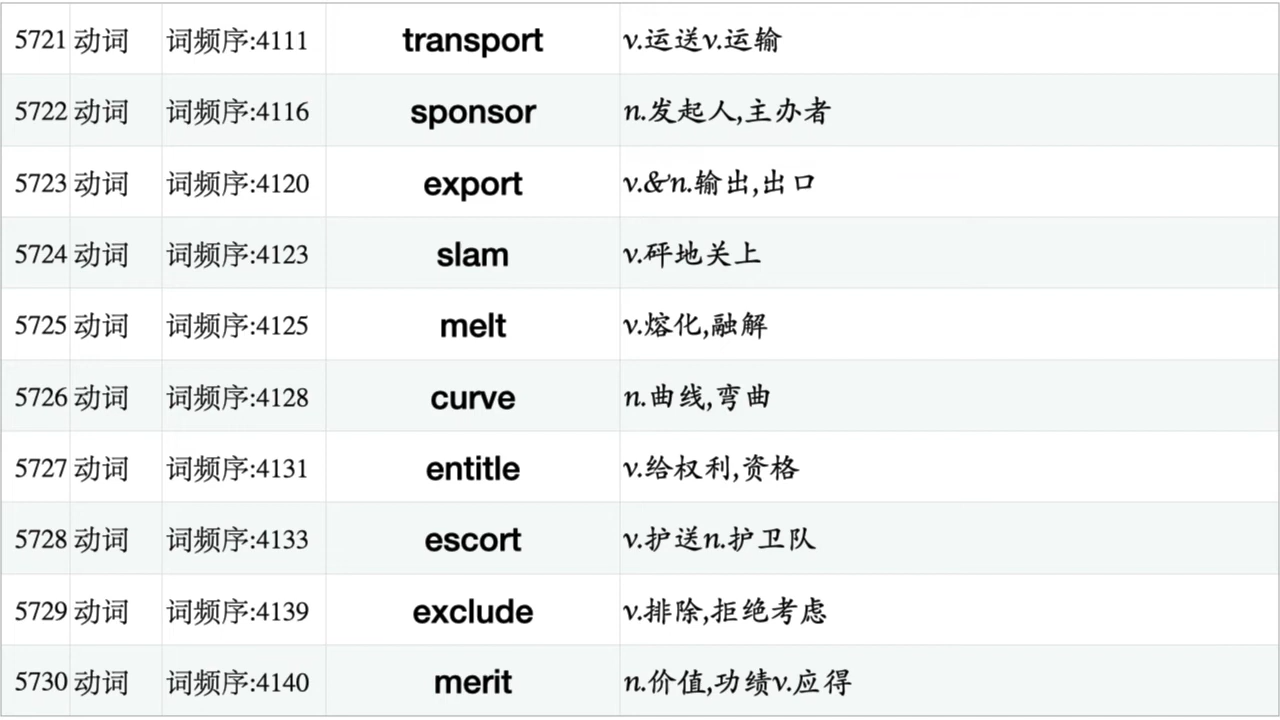 5721 动词 词频序:4111 transport v.运送v.运输
5722 动词 词频序:4116 sponsor n.发起人,主办者
5723 动词 词频序:4120 export v.&n.输出,出口
5724 动词 词频序:4123 slam v.砰地关上
5725 动词 词频序:4125 melt v.熔化,融解
5726 动词 词频序:4128 curve n.曲线,弯曲
5727 动词 词频序:4131 entitle v.给权利,资格
5728 动词 词频序:4133 escort v.护送n.护卫队
5729 动词 词频序:4139 exclude v.排除,拒绝考虑
5730 动词 词频序:4140 merit n.价值,功绩v.应得